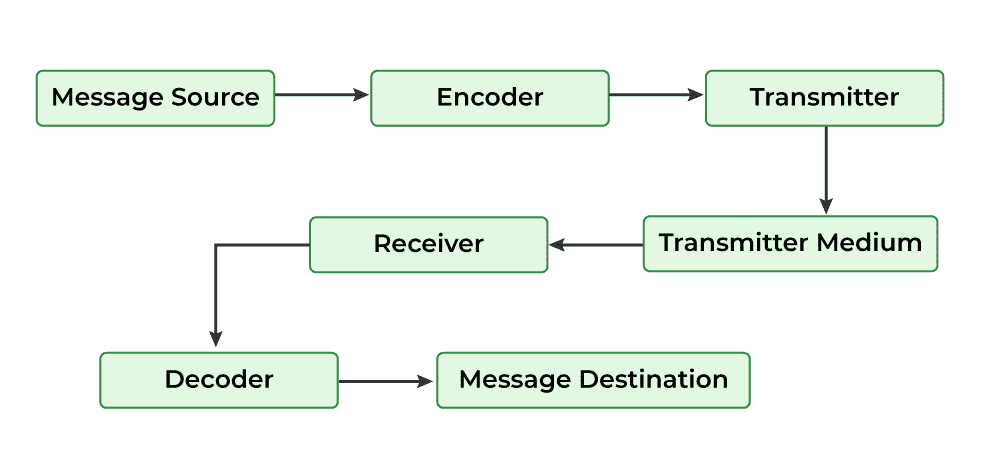 Message Source
Encoder
Transmitter
Receiver
Transmitter Medium
Decoder
Message Destination